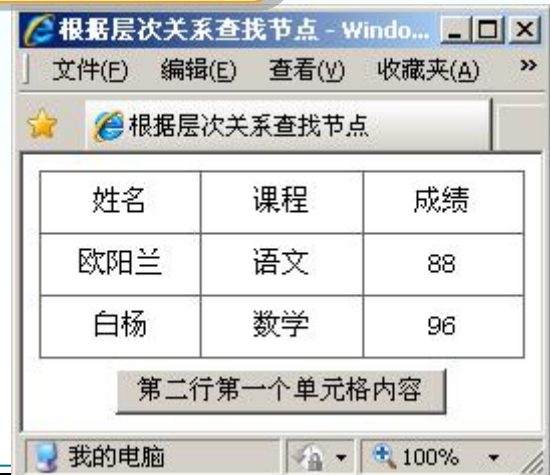 根据层次关系查找节点 - Windo...
文件(F) 编辑(E) 查看(V) 收藏夹(A) »
根据层次关系查找节点
姓名 课程 成绩
欧阳兰 语文 88
白杨 数学 96
第二行第一个单元格内容
我的电脑 100%